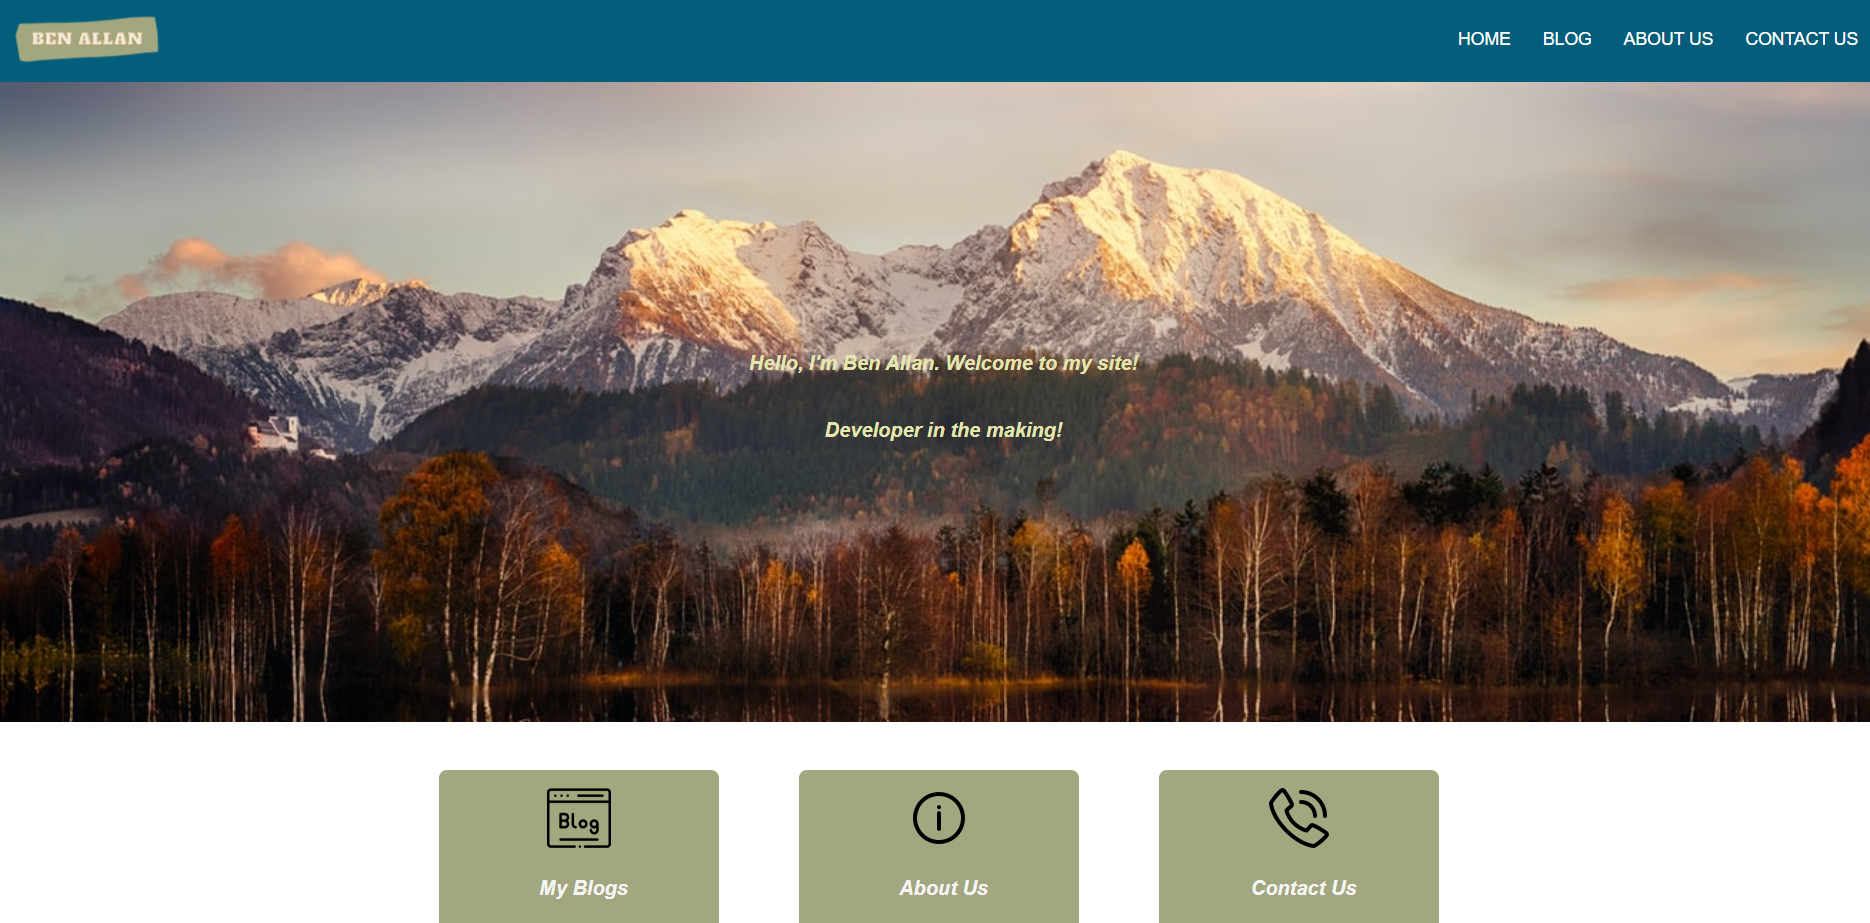 BEN ALLAN
HOME BLOG ABOUT US CONTACT US
Hello, I'm Ben Allan. Welcome to my site!
Developer in the making!
Blog
i
My Blogs
About Us
Contact Us